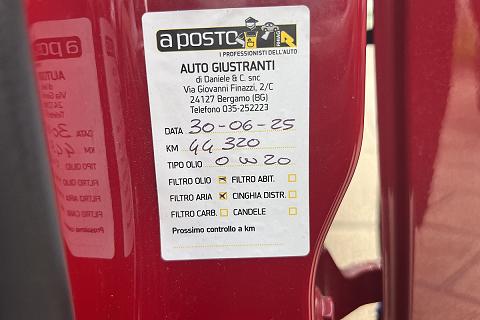 a posto
I PROFESSIONISTI DELL'AUTO
AUTO GIUSTRANTI
di Daniele & C. snc
Via Giovanni Finazzi, 2/C
24127 Bergamo (BG)
Telefono 035-252223
DATA 30-06-25
KM 44 320
TIPO OLIO 0 W 20
FILTRO OLIO FILTRO ABIT.
FILTRO ARIA CINGHIA DISTR.
FILTRO CARB. CANDELE
Prossimo controllo a km